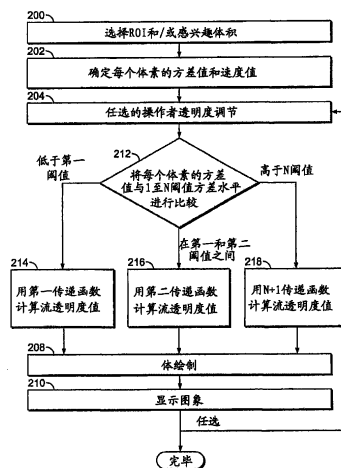 200
选择ROI和/或感兴趣体积
202
确定每个体素的方差值和速度值
204
任选的操作者透明度调节
低于第一
阈值
212
将每个体素的方差
值与1至N阈值方差水平
进行比较
高于N阈值
在第一和第二
阈值之间
214
用第一传递函数
计算流透明度值
216
用第二传递函数
计算流透明度值
218
用N+1传递函数
计算流透明度值
208
体绘制
210
显示图象
任选
完毕